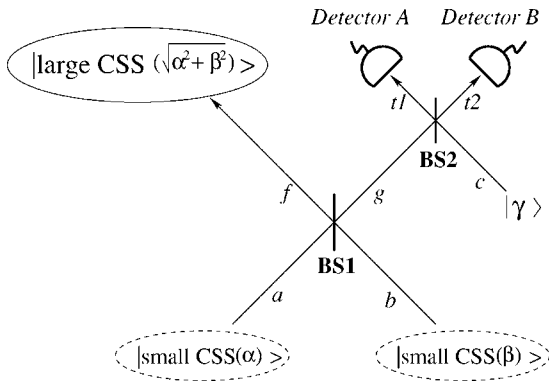 Detector A
Detector B
|large CSS (√α²+β²) >
t1
t2
BS2
f
g
c
|γ⟩
BS1
a
b
|small CSS(α) >
|small CSS(β) >